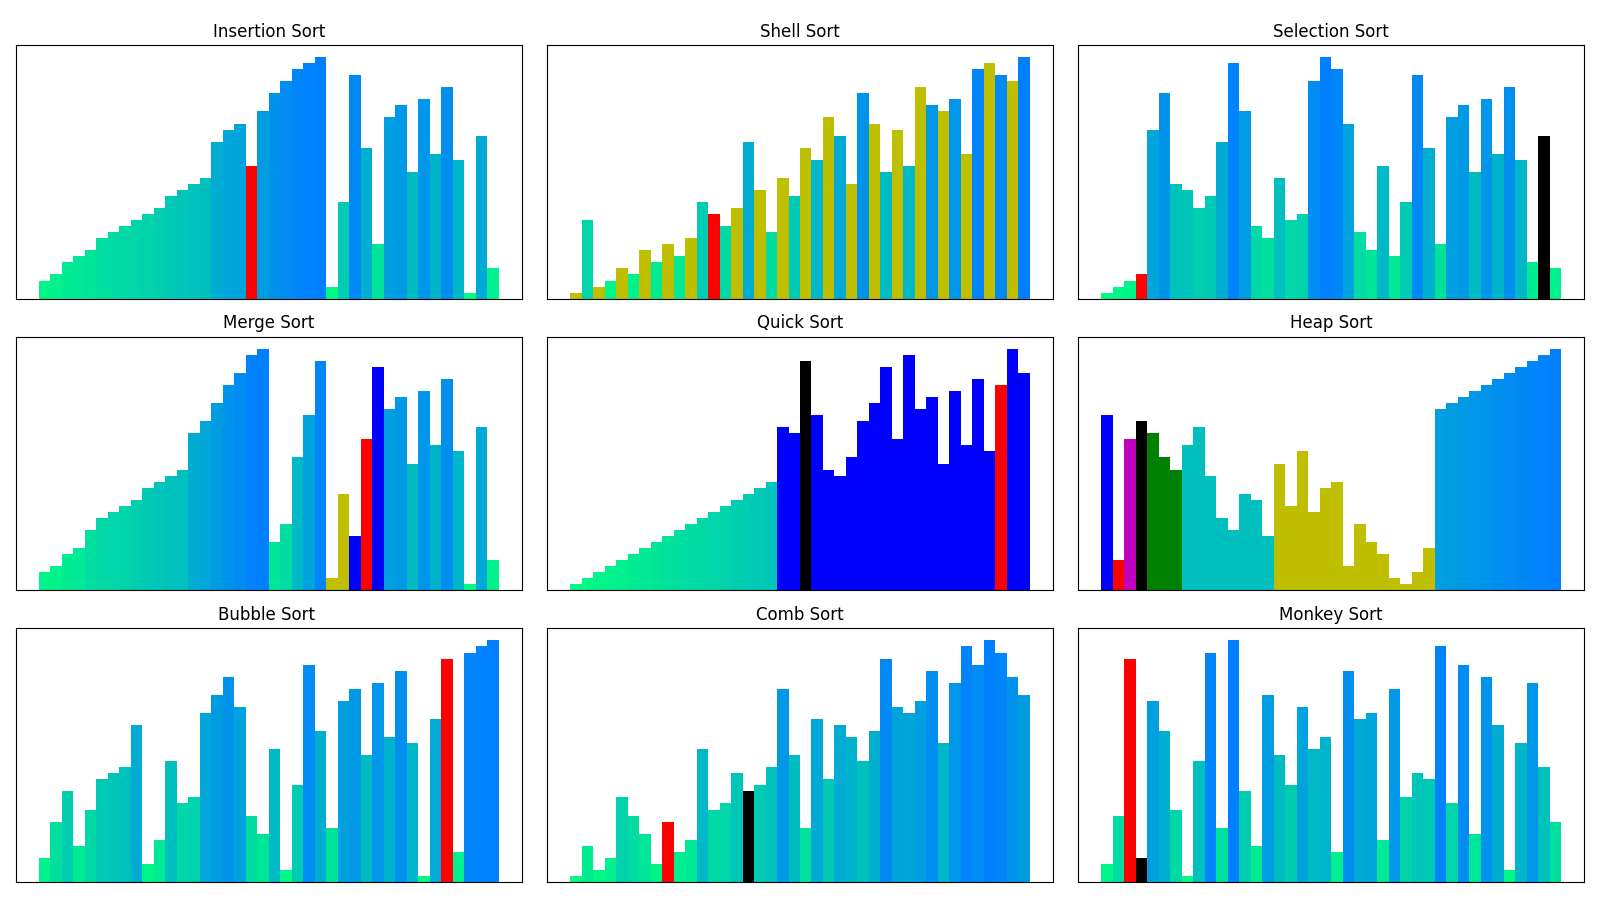 Insertion Sort
Shell Sort
Selection Sort
Merge Sort
Quick Sort
Heap Sort
Bubble Sort
Comb Sort
Monkey Sort